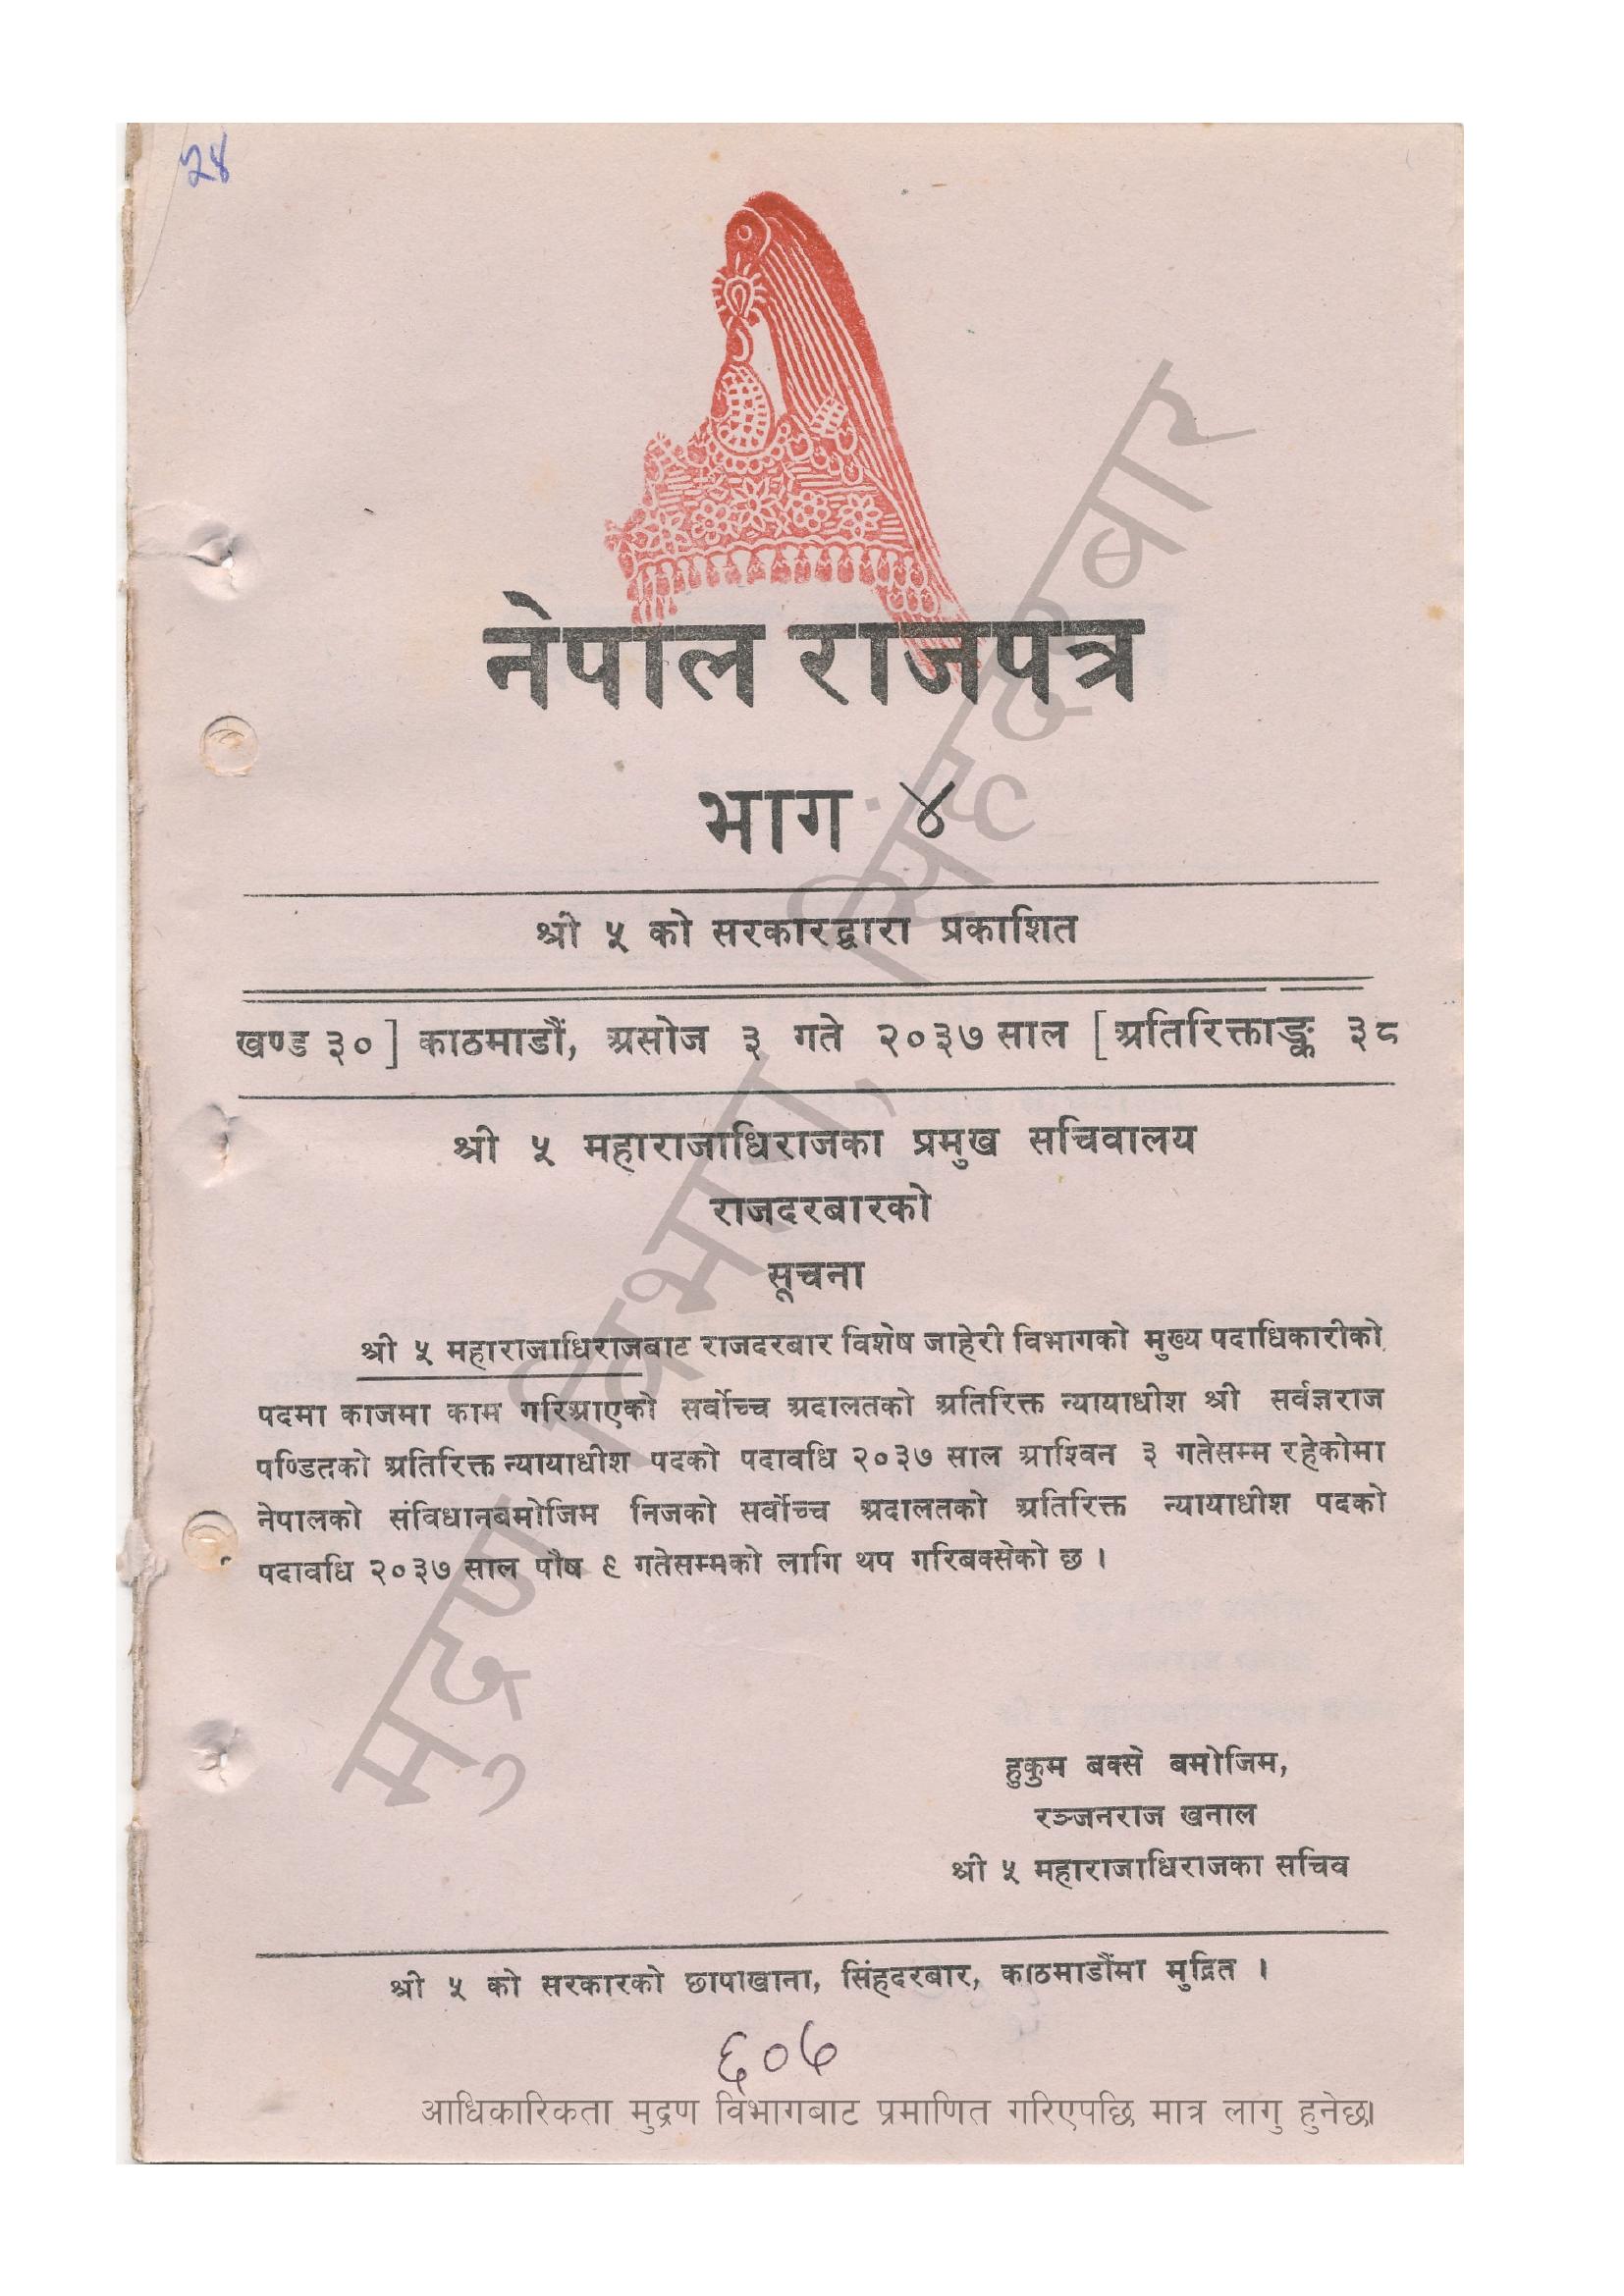 २४
नेपाल राजपत्र
भाग ४
श्री ५ को सरकारद्वारा प्रकाशित
खण्ड ३०] काठमाडौं, असोज ३ गते २०३७ साल [अतिरिक्ताङ्क ३८
श्री ५ महाराजाधिराजका प्रमुख सचिवालय
राजदरबारको
सूचना
श्री ५ महाराजाधिराजबाट राजदरबार विशेष जाहेरी विभागको मुख्य पदाधिकारीको
पदमा काजमा काम गरिआएको सर्वोच्च अदालतको अतिरिक्त न्यायाधीश श्री सर्वज्ञराज
पण्डितको अतिरिक्त न्यायाधीश पदको पदावधि २०३७ साल आश्विन ३ गतेसम्म रहेकोमा
नेपालको संविधानबमोजिम निजको सर्वोच्च अदालतको अतिरिक्त न्यायाधीश पदको
पदावधि २०३७ साल पौष ९ गतेसम्मको लागि थप गरिबक्सेको छ ।
हुकुम बक्से बमोजिम,
रञ्जनराज खनाल
श्री ५ महाराजाधिराजका सचिव
श्री ५ को सरकारको छापाखाना, सिंहदरबार, काठमाडौंमा मुद्रित ।
६०७
आधिकारिकता मुद्रण विभागबाट प्रमाणित गरिएपछि मात्र लागु हुनेछ।
मुद्रण विभाग, सिंहदरबार